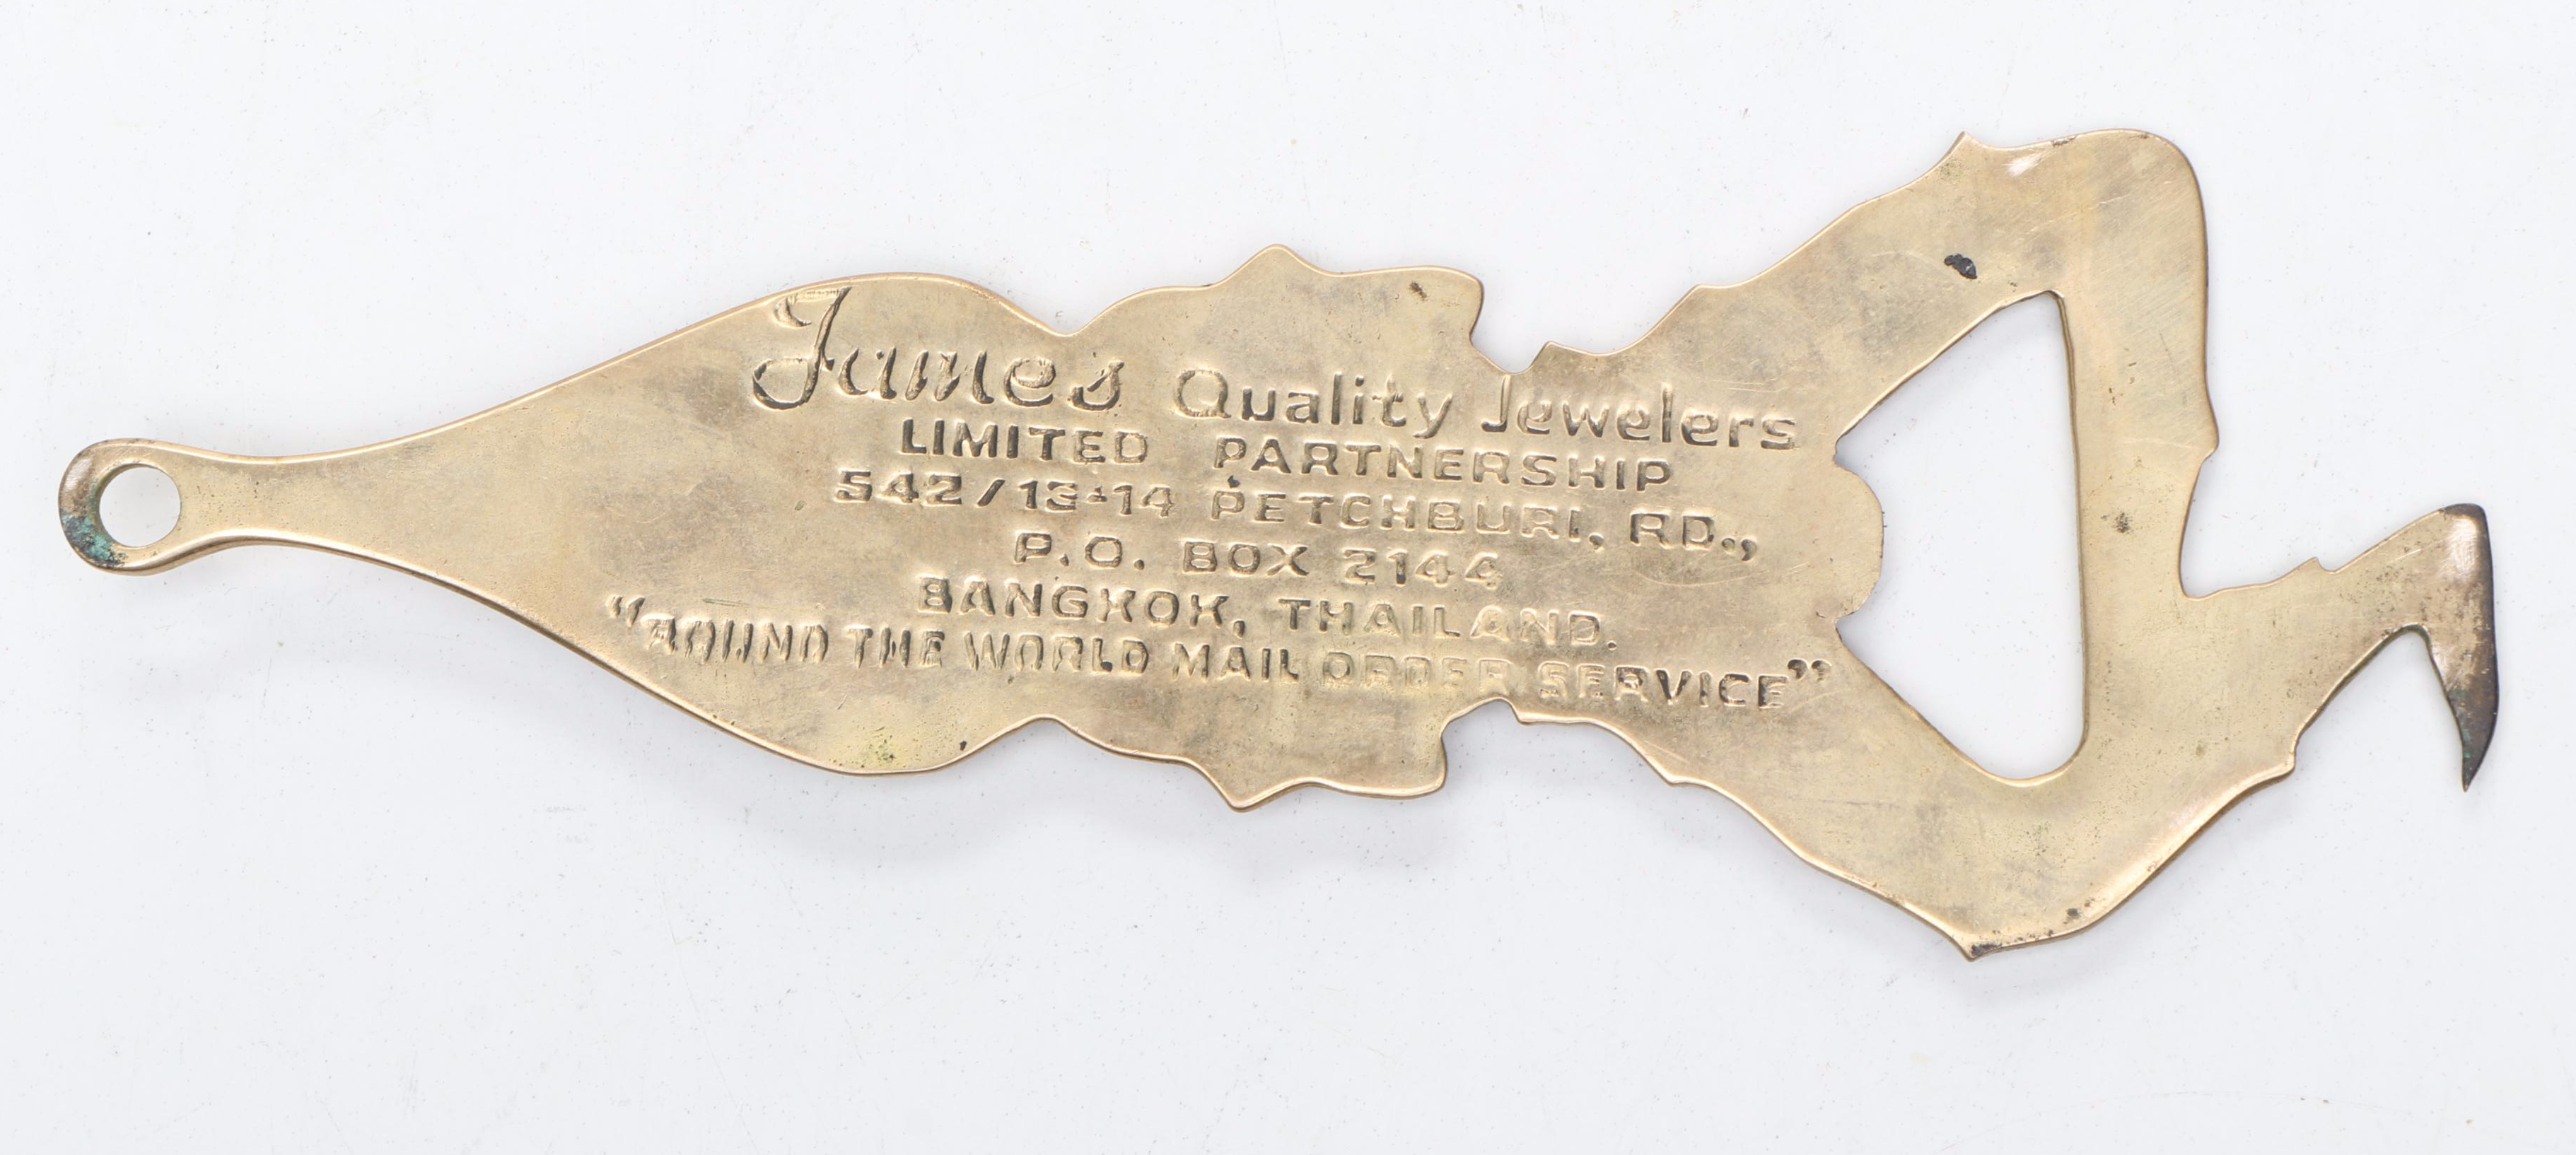 James Quality Jewelers
LIMITED PARTNERSHIP
542/13-14 PETCHBURI, RD.,
P.O. BOX 2144
BANGKOK, THAILAND.
“ROUND THE WORLD MAIL ORDER SERVICE”